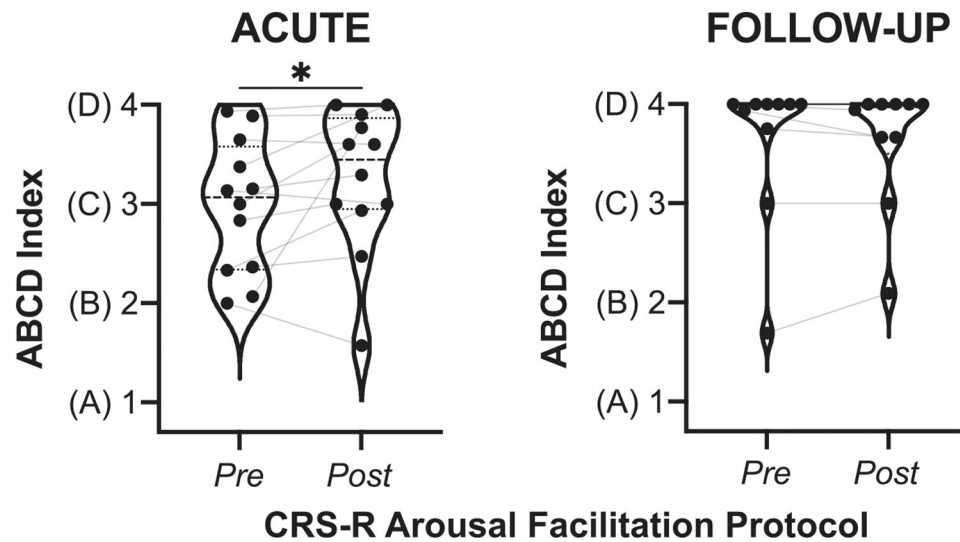 ACUTE
FOLLOW-UP
*
(D) 4
(C) 3
(B) 2
(A) 1
ABCD Index
Pre
Post
(D) 4
(C) 3
(B) 2
(A) 1
ABCD Index
Pre
Post
CRS-R Arousal Facilitation Protocol